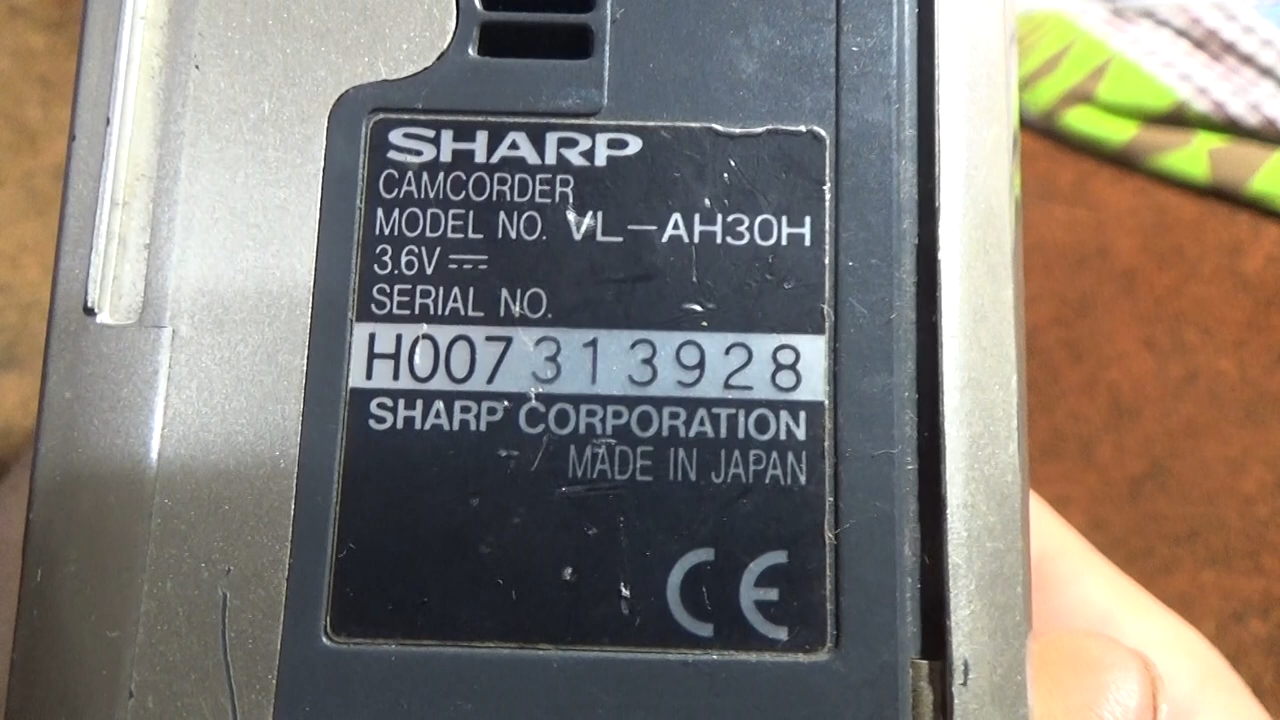 SHARP
CAMCORDER
MODEL NO. VL-AH30H
3.6V ⎓
SERIAL NO.
H007313928
SHARP CORPORATION
MADE IN JAPAN
CE